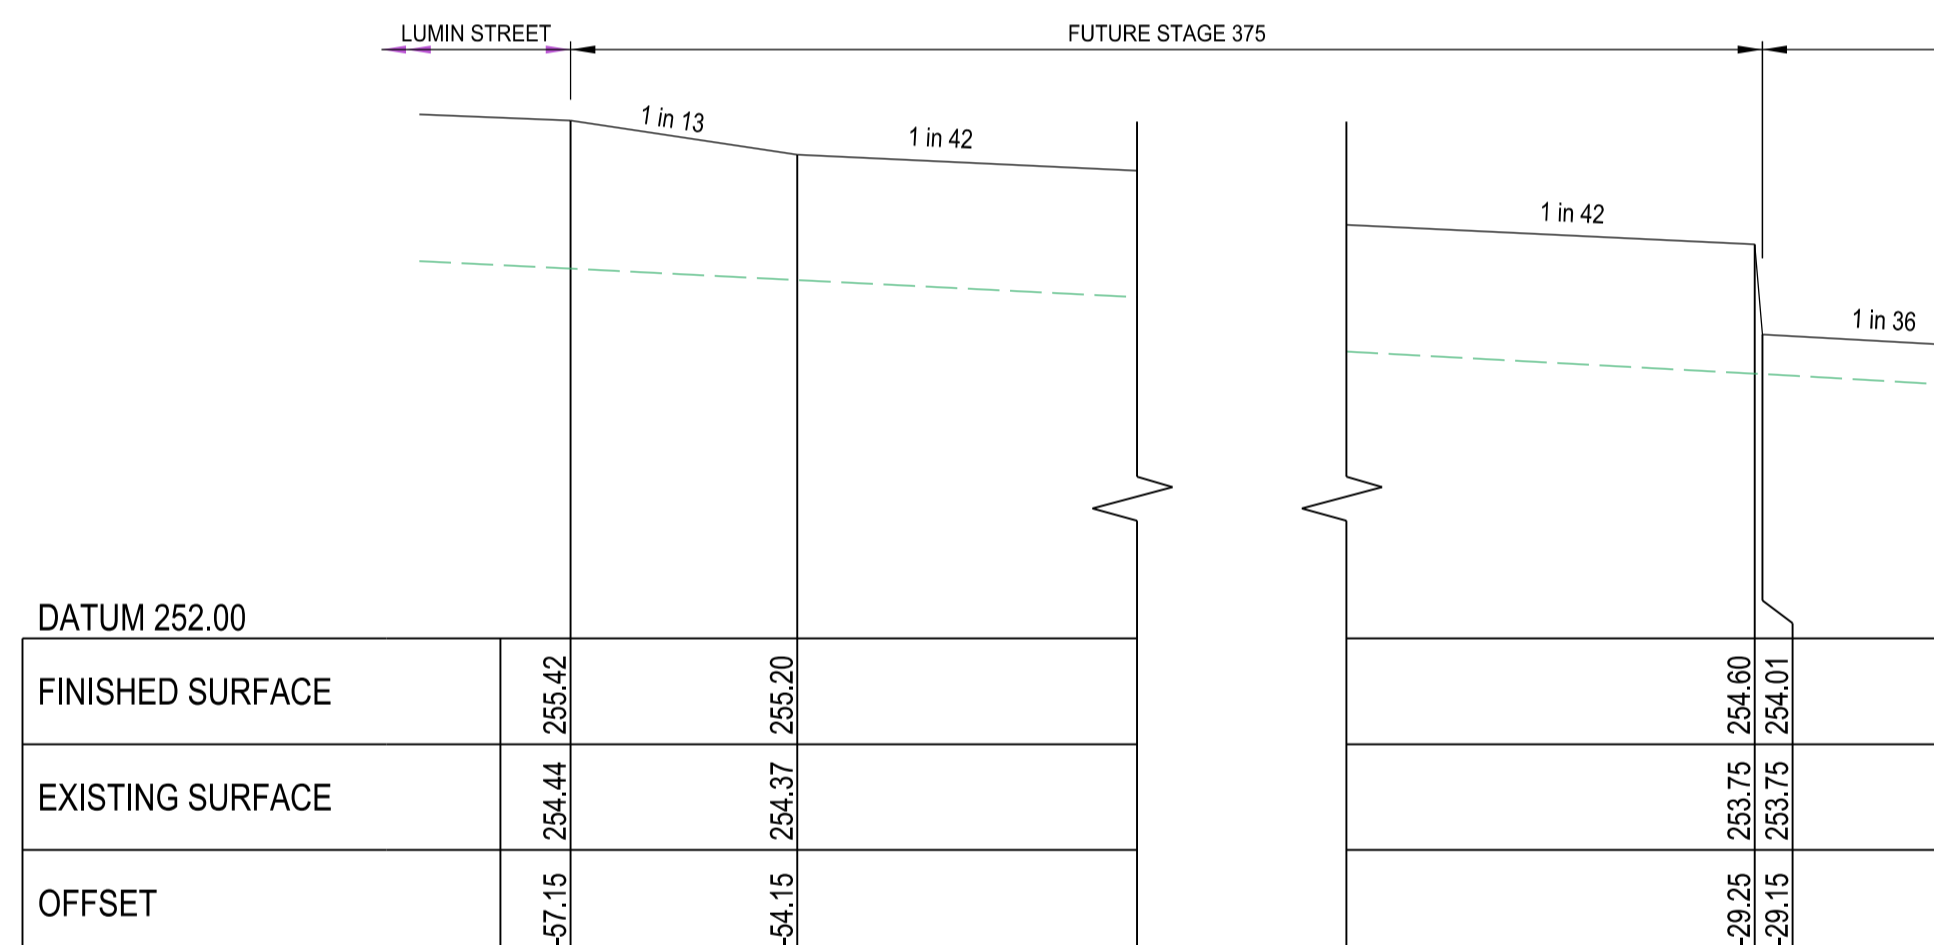 LUMIN STREET
FUTURE STAGE 375
1 in 13
1 in 42
1 in 42
1 in 36
DATUM 252.00
FINISHED SURFACE 255.42 255.20 254.60 254.01
EXISTING SURFACE 254.44 254.37 253.75 253.75
OFFSET -57.15 -54.15 -29.25 -29.15